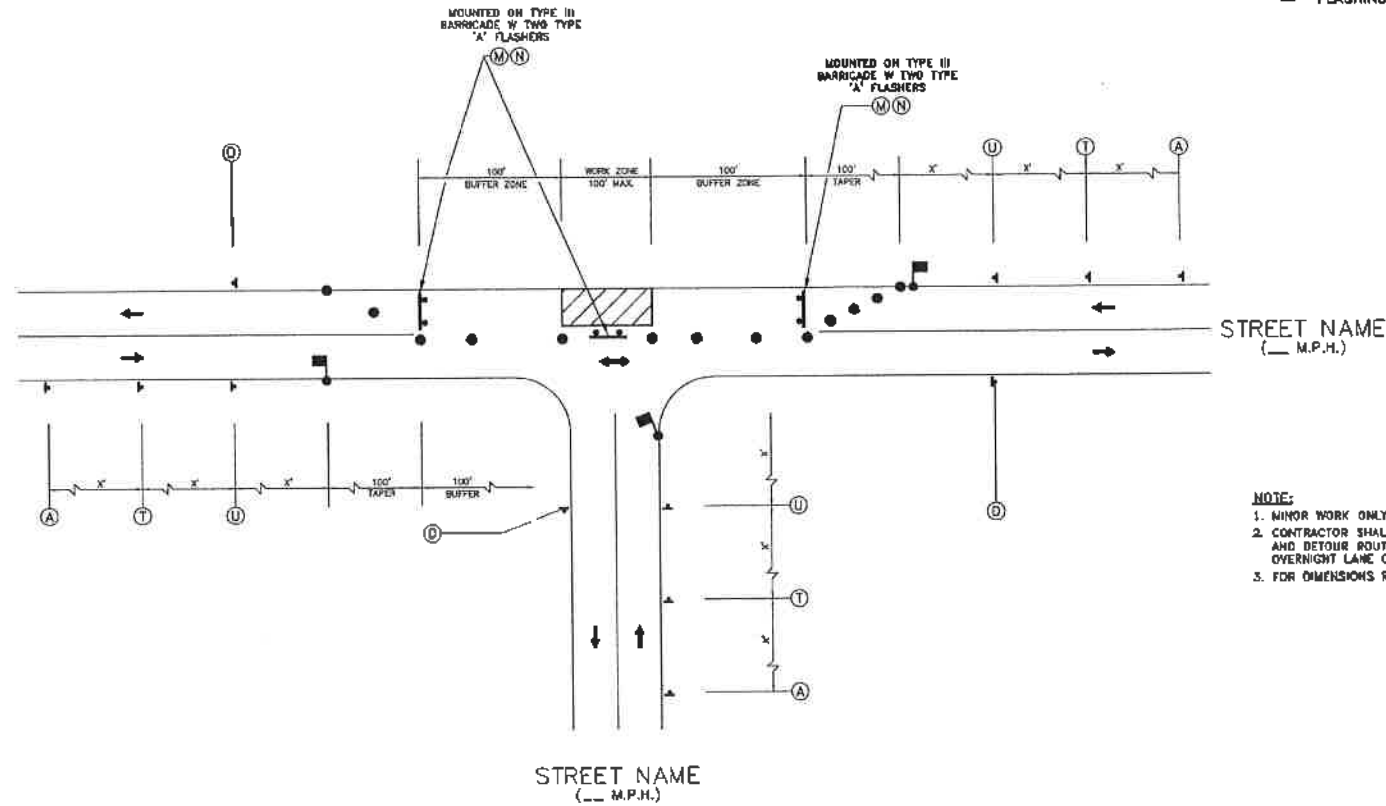 FLASHING
MOUNTED ON TYPE III
BARRICADE W TWO TYPE
'A' FLASHERS
M N
MOUNTED ON TYPE III
BARRICADE W TWO TYPE
'A' FLASHERS
M N
D
U
T
A
100'
BUFFER ZONE
WORK ZONE
100' MAX.
100'
BUFFER ZONE
100'
TAPER
X'
X'
X'
STREET NAME
(__ M.P.H.)
X'
X'
X'
100'
TAPER
100'
BUFFER
A
T
U
D
X'
U
X'
T
X'
A
D
NOTE:
1. MINOR WORK ONLY
2. CONTRACTOR SHAL
AND DETOUR ROUT
OVERNIGHT LANE C
3. FOR DIMENSIONS R
STREET NAME
(__ M.P.H.)